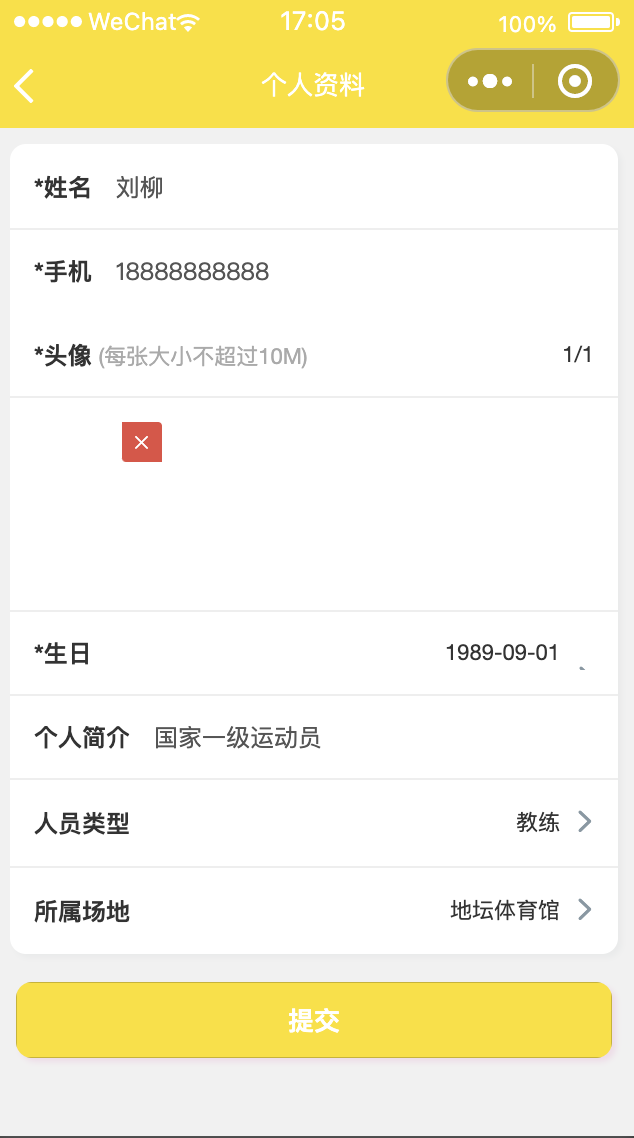 WeChat 17:05 100%
个人资料
*姓名 刘柳
*手机 18888888888
*头像 (每张大小不超过10M) 1/1
*生日 1989-09-01
个人简介 国家一级运动员
人员类型 教练
所属场地 地坛体育馆
提交